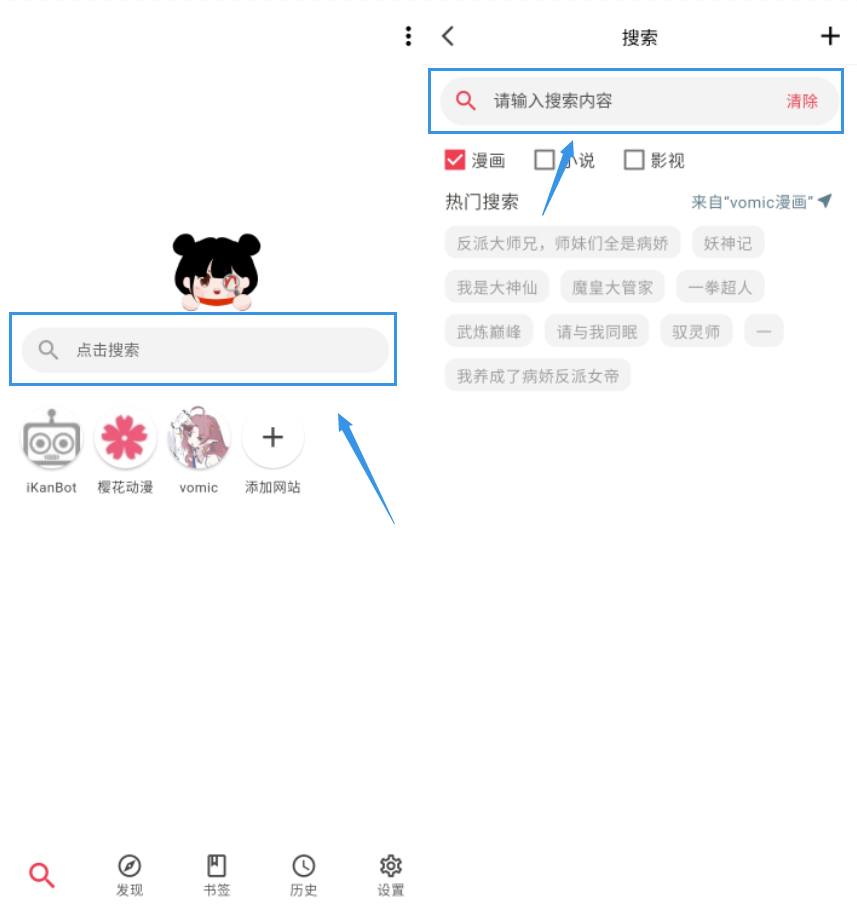 点击搜索
iKanBot 樱花动漫 vomic 添加网站
发现 书签 历史 设置
搜索
请输入搜索内容 清除
漫画 小说 影视
热门搜索 来自“vomic漫画”
反派大师兄，师妹们全是病娇 妖神记
我是大神仙 魔皇大管家 一拳超人
武炼巅峰 请与我同眠 驭灵师 一
我养成了病娇反派女帝